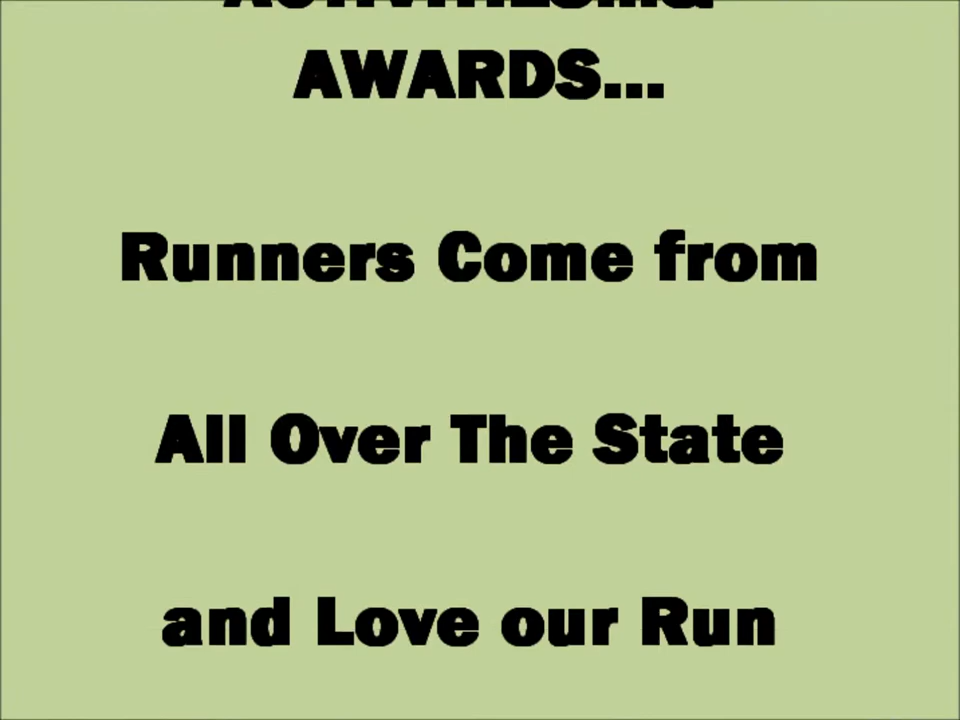 AWARDS...
Runners Come from
All Over The State
and Love our Run